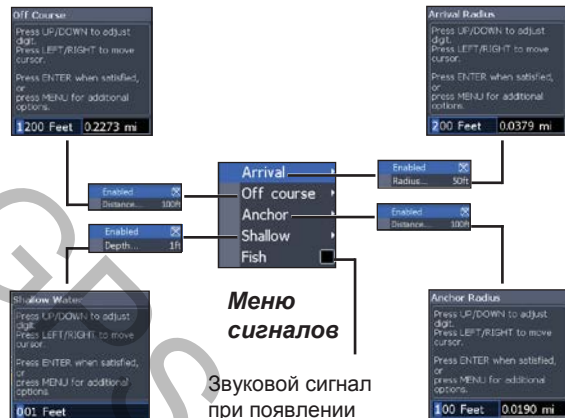 Off Course
Press UP/DOWN to adjust
digit.
Press LEFT/RIGHT to move
cursor.
Press ENTER when satisfied,
or
press MENU for additional
options.
1200 Feet 0.2273 mi
Arrival Radius
Press UP/DOWN to adjust
digit.
Press LEFT/RIGHT to move
cursor.
Press ENTER when satisfied,
or
press MENU for additional
options.
200 Feet 0.0379 mi
Enabled
Distance... 100ft
Enabled
Depth... 1ft
Arrival
Off course
Anchor
Shallow
Fish
Enabled
Radius... 50ft
Enabled
Distance... 100ft
Меню
сигналов
Звуковой сигнал
при появлении
Shallow Water
Press UP/DOWN to adjust
digit.
Press LEFT/RIGHT to move
cursor.
Press ENTER when satisfied,
or
press MENU for additional
options.
001 Feet
Anchor Radius
Press UP/DOWN to adjust
digit.
Press LEFT/RIGHT to move
cursor.
Press ENTER when satisfied,
or
press MENU for additional
options.
100 Feet 0.0190 mi